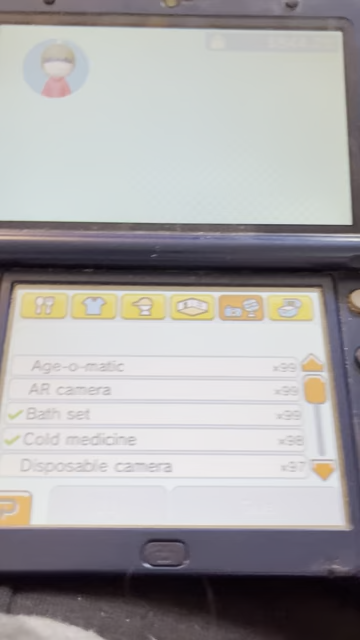 Age-o-matic x99
AR camera x99
Bath set x99
Cold medicine x98
Disposable camera x97